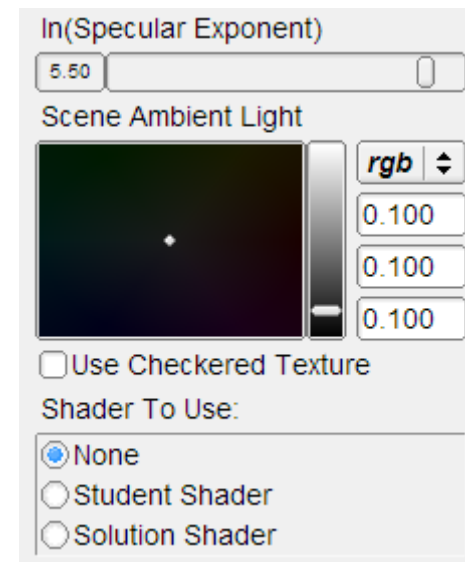 ln(Specular Exponent)
5.50
Scene Ambient Light
rgb
0.100
0.100
0.100
Use Checkered Texture
Shader To Use:
None
Student Shader
Solution Shader